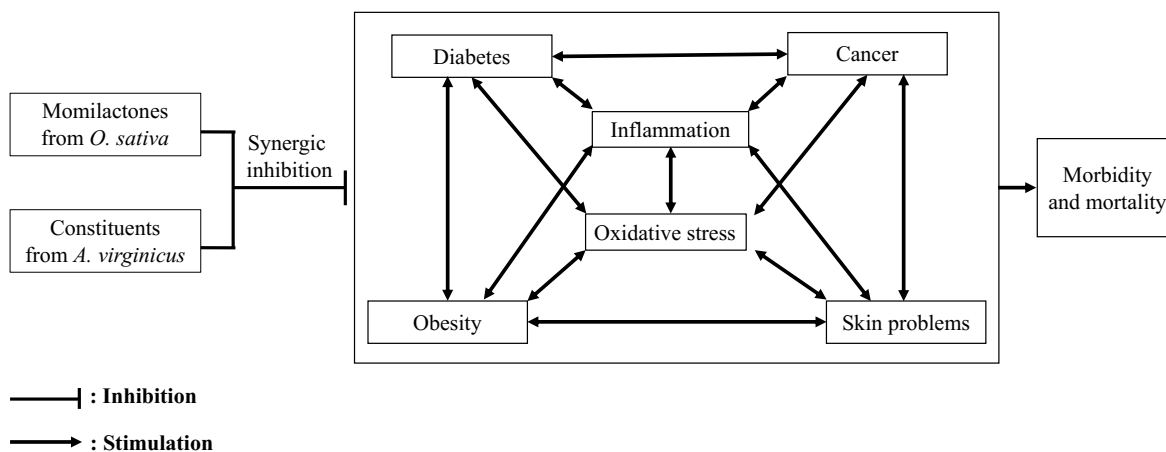 Momilactones
from O. sativa
Constituents
from A. virginicus
Synergic
inhibition
Diabetes
Cancer
Inflammation
Oxidative stress
Obesity
Skin problems
Morbidity
and mortality
: Inhibition
: Stimulation